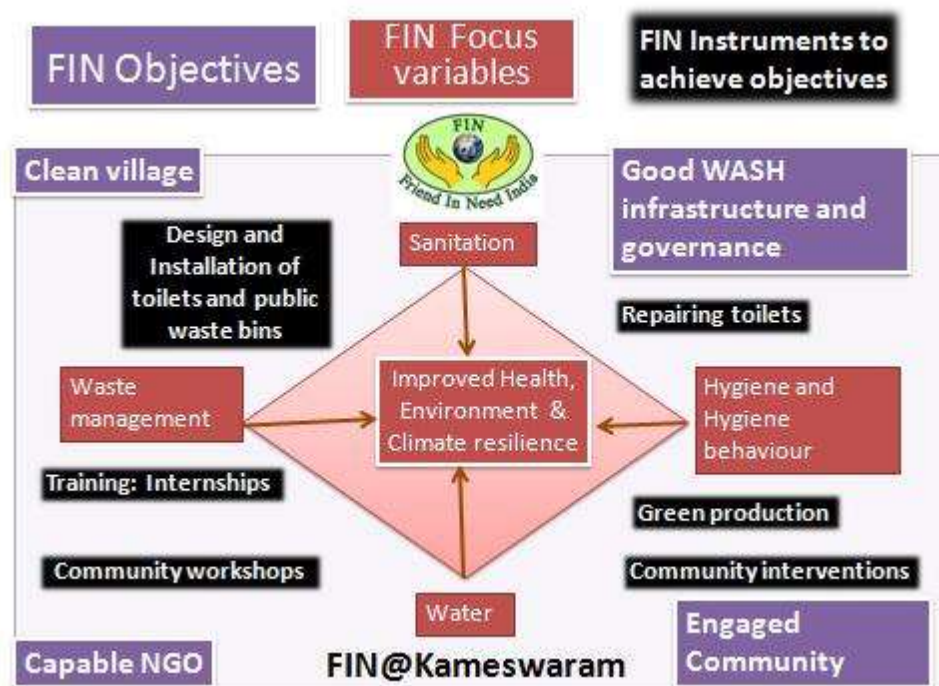 FIN Objectives
FIN Focus
variables
FIN Instruments to
achieve objectives
FIN
Friend In Need India
Clean village
Good WASH
infrastructure and
governance
Design and
Installation of
toilets and public
waste bins
Sanitation
Repairing toilets
Waste
management
Improved Health,
Environment &
Climate resilience
Hygiene and
Hygiene
behaviour
Training: Internships
Green production
Community workshops
Community interventions
Water
Engaged
Community
Capable NGO
FIN@Kameswaram